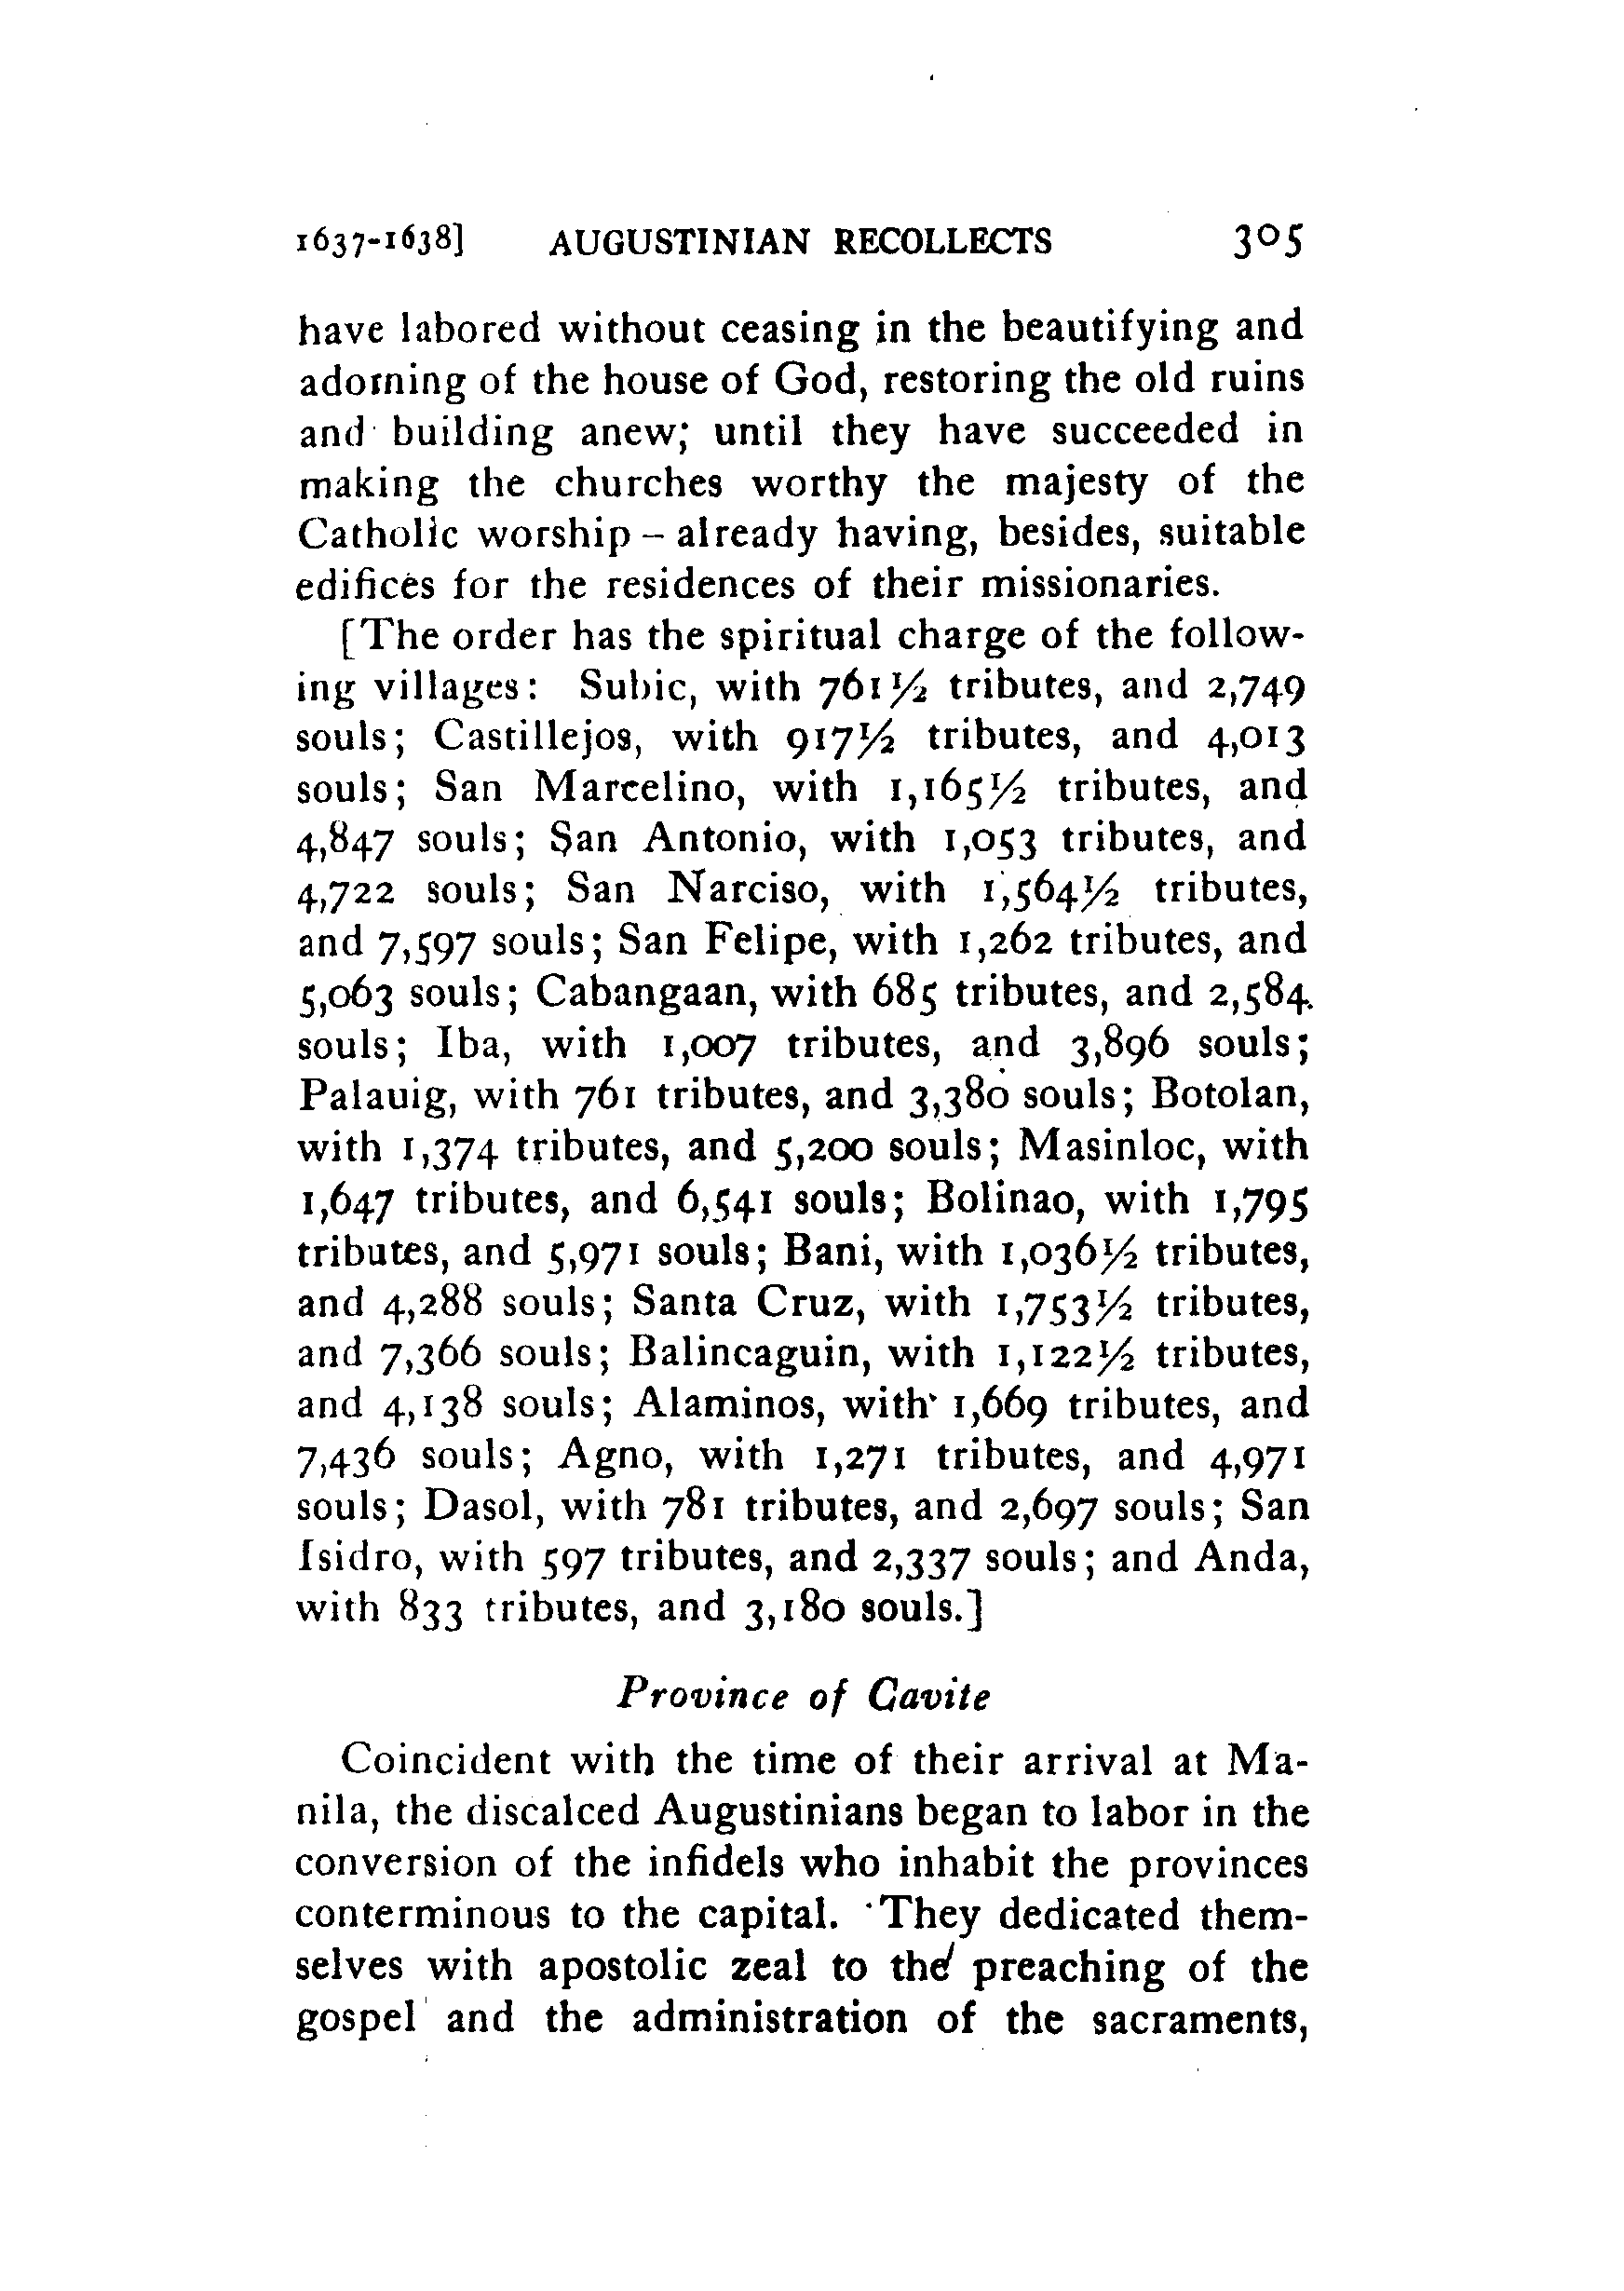 1637-1638] AUGUSTINIAN RECOLLECTS 305
have labored without ceasing in the beautifying and
adorning of the house of God, restoring the old ruins
and building anew; until they have succeeded in
making the churches worthy the majesty of the
Catholic worship – already having, besides, suitable
edifices for the residences of their missionaries.
[The order has the spiritual charge of the follow-
ing villages: Subic, with 761½ tributes, and 2,749
souls; Castillejos, with 917½ tributes, and 4,013
souls; San Marcelino, with 1,165½ tributes, and
4,847 souls; San Antonio, with 1,053 tributes, and
4,722 souls; San Narciso, with 1,564½ tributes,
and 7,597 souls; San Felipe, with 1,262 tributes, and
5,063 souls; Cabangaan, with 685 tributes, and 2,584
souls; Iba, with 1,007 tributes, and 3,896 souls;
Palauig, with 761 tributes, and 3,380 souls; Botolan,
with 1,374 tributes, and 5,200 souls; Masinloc, with
1,647 tributes, and 6,541 souls; Bolinao, with 1,795
tributes, and 5,971 souls; Bani, with 1,036½ tributes,
and 4,288 souls; Santa Cruz, with 1,753½ tributes,
and 7,366 souls; Balincaguin, with 1,122½ tributes,
and 4,138 souls; Alaminos, with 1,669 tributes, and
7,436 souls; Agno, with 1,271 tributes, and 4,971
souls; Dasol, with 781 tributes, and 2,697 souls; San
Isidro, with 597 tributes, and 2,337 souls; and Anda,
with 833 tributes, and 3,180 souls.]
Province of Cavite
Coincident with the time of their arrival at Ma-
nila, the discalced Augustinians began to labor in the
conversion of the infidels who inhabit the provinces
conterminous to the capital. They dedicated them-
selves with apostolic zeal to the preaching of the
gospel and the administration of the sacraments,